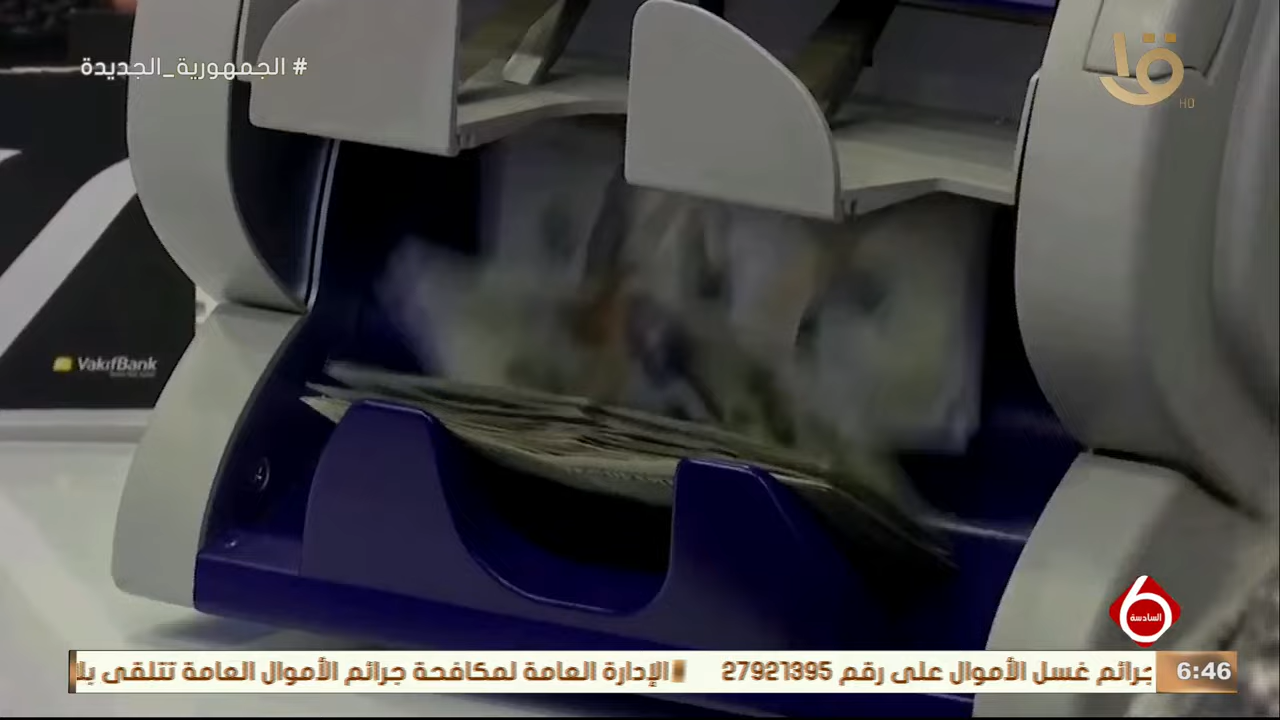 # الجمهورية_الجديدة
HD
VakıfBank
السادسة
جرائم غسل الأموال على رقم 27921395 الإدارة العامة لمكافحة جرائم الأموال العامة تتلقى بلا
6:46